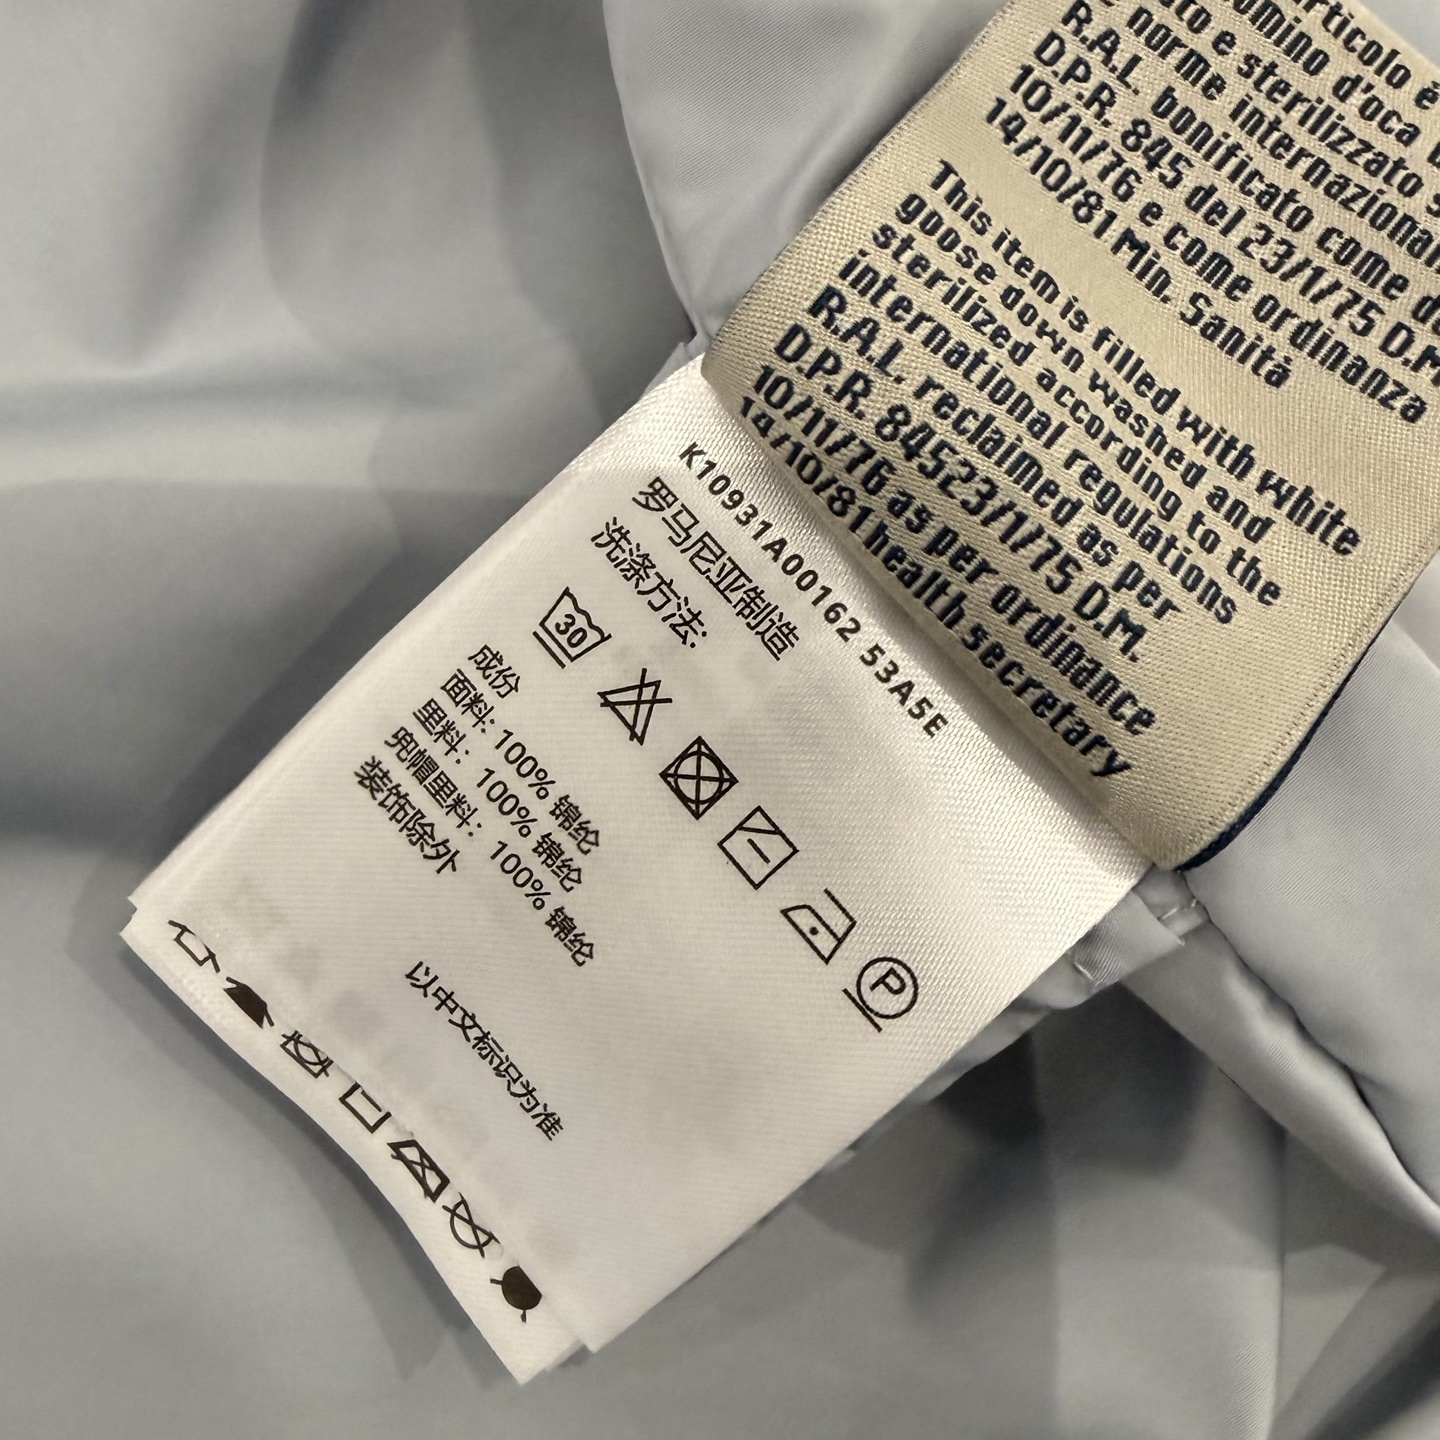 rticolo é
omino d'oca b
to e sterilizzato s
norme internazionali
R.A.L. bonificato come d
D.P.R. 845 del 23/1/75 D.M
10/11/76 e come ordinanza
14/10/81 Min. Sanità
This item is filled with white
goose down washed and
sterilized according to the
international regulations
R.A.L. reclaimed as per
D.P.R. 84523/1/75 D.M.
10/11/76 as per ordinance
14/10/81 health secretary
K10931A00162 53A5E
罗马尼亚制造
洗涤方法:
30
P
成份
面料: 100% 锦纶
里料: 100% 锦纶
兜帽里料: 100% 锦纶
装饰除外
以中文标识为准